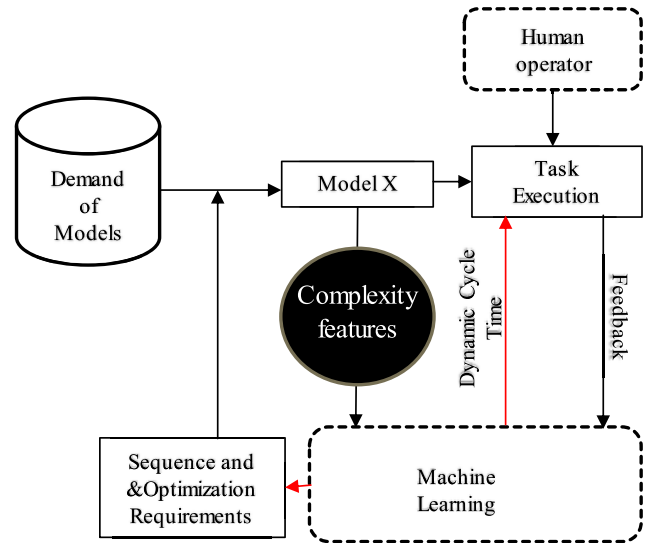 Human
operator
Demand
of
Models
Model X
Task
Execution
Complexity
features
Dynamic Cycle
Time
Feedback
Sequence and
&Optimization
Requirements
Machine
Learning